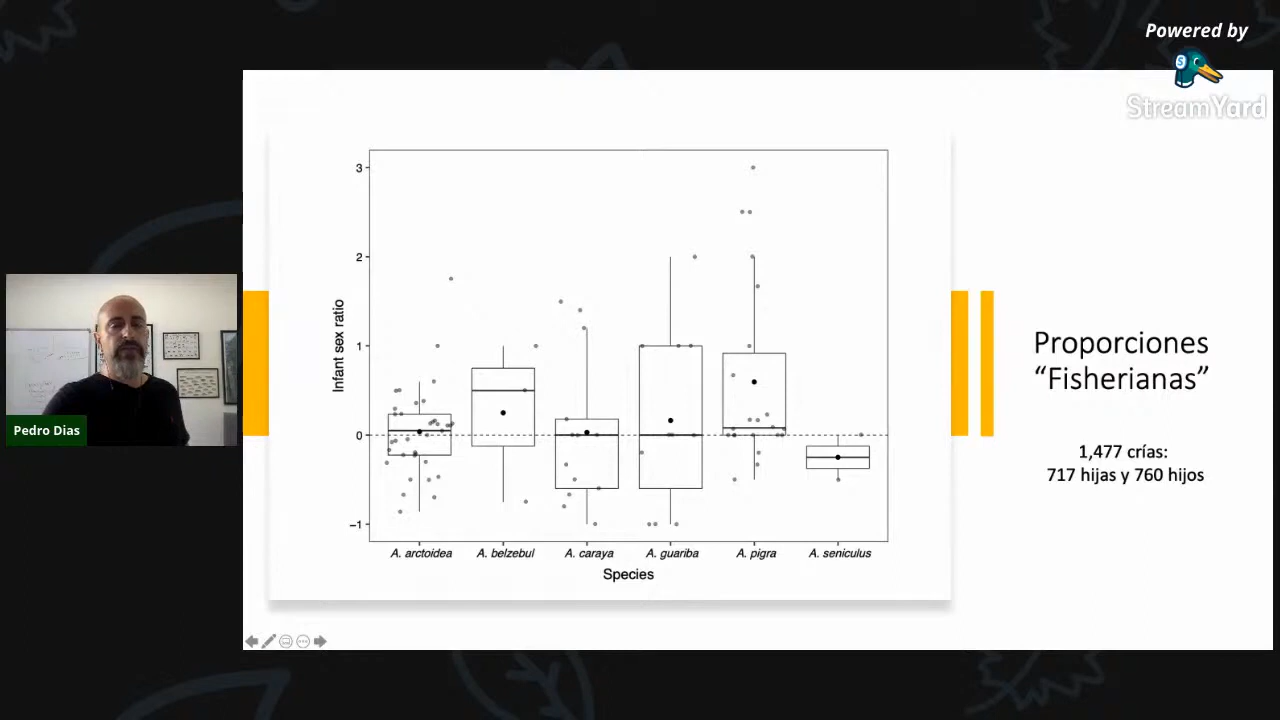 Powered by
StreamYard
3
2
1
0
−1
Infant sex ratio
A. arctoidea
A. belzebul
A. caraya
A. guariba
A. pigra
A. seniculus
Species
Proporciones
“Fisherianas”
1,477 crías:
717 hijas y 760 hijos
Pedro Dias